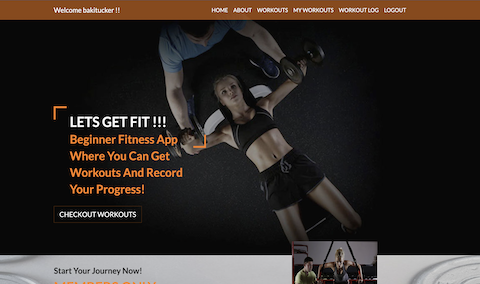 Welcome bakitucker !!
HOME ABOUT WORKOUTS MY WORKOUTS WORKOUT LOG LOGOUT
LETS GET FIT !!!
Beginner Fitness App
Where You Can Get
Workouts And Record
Your Progress!
CHECKOUT WORKOUTS
Start Your Journey Now!